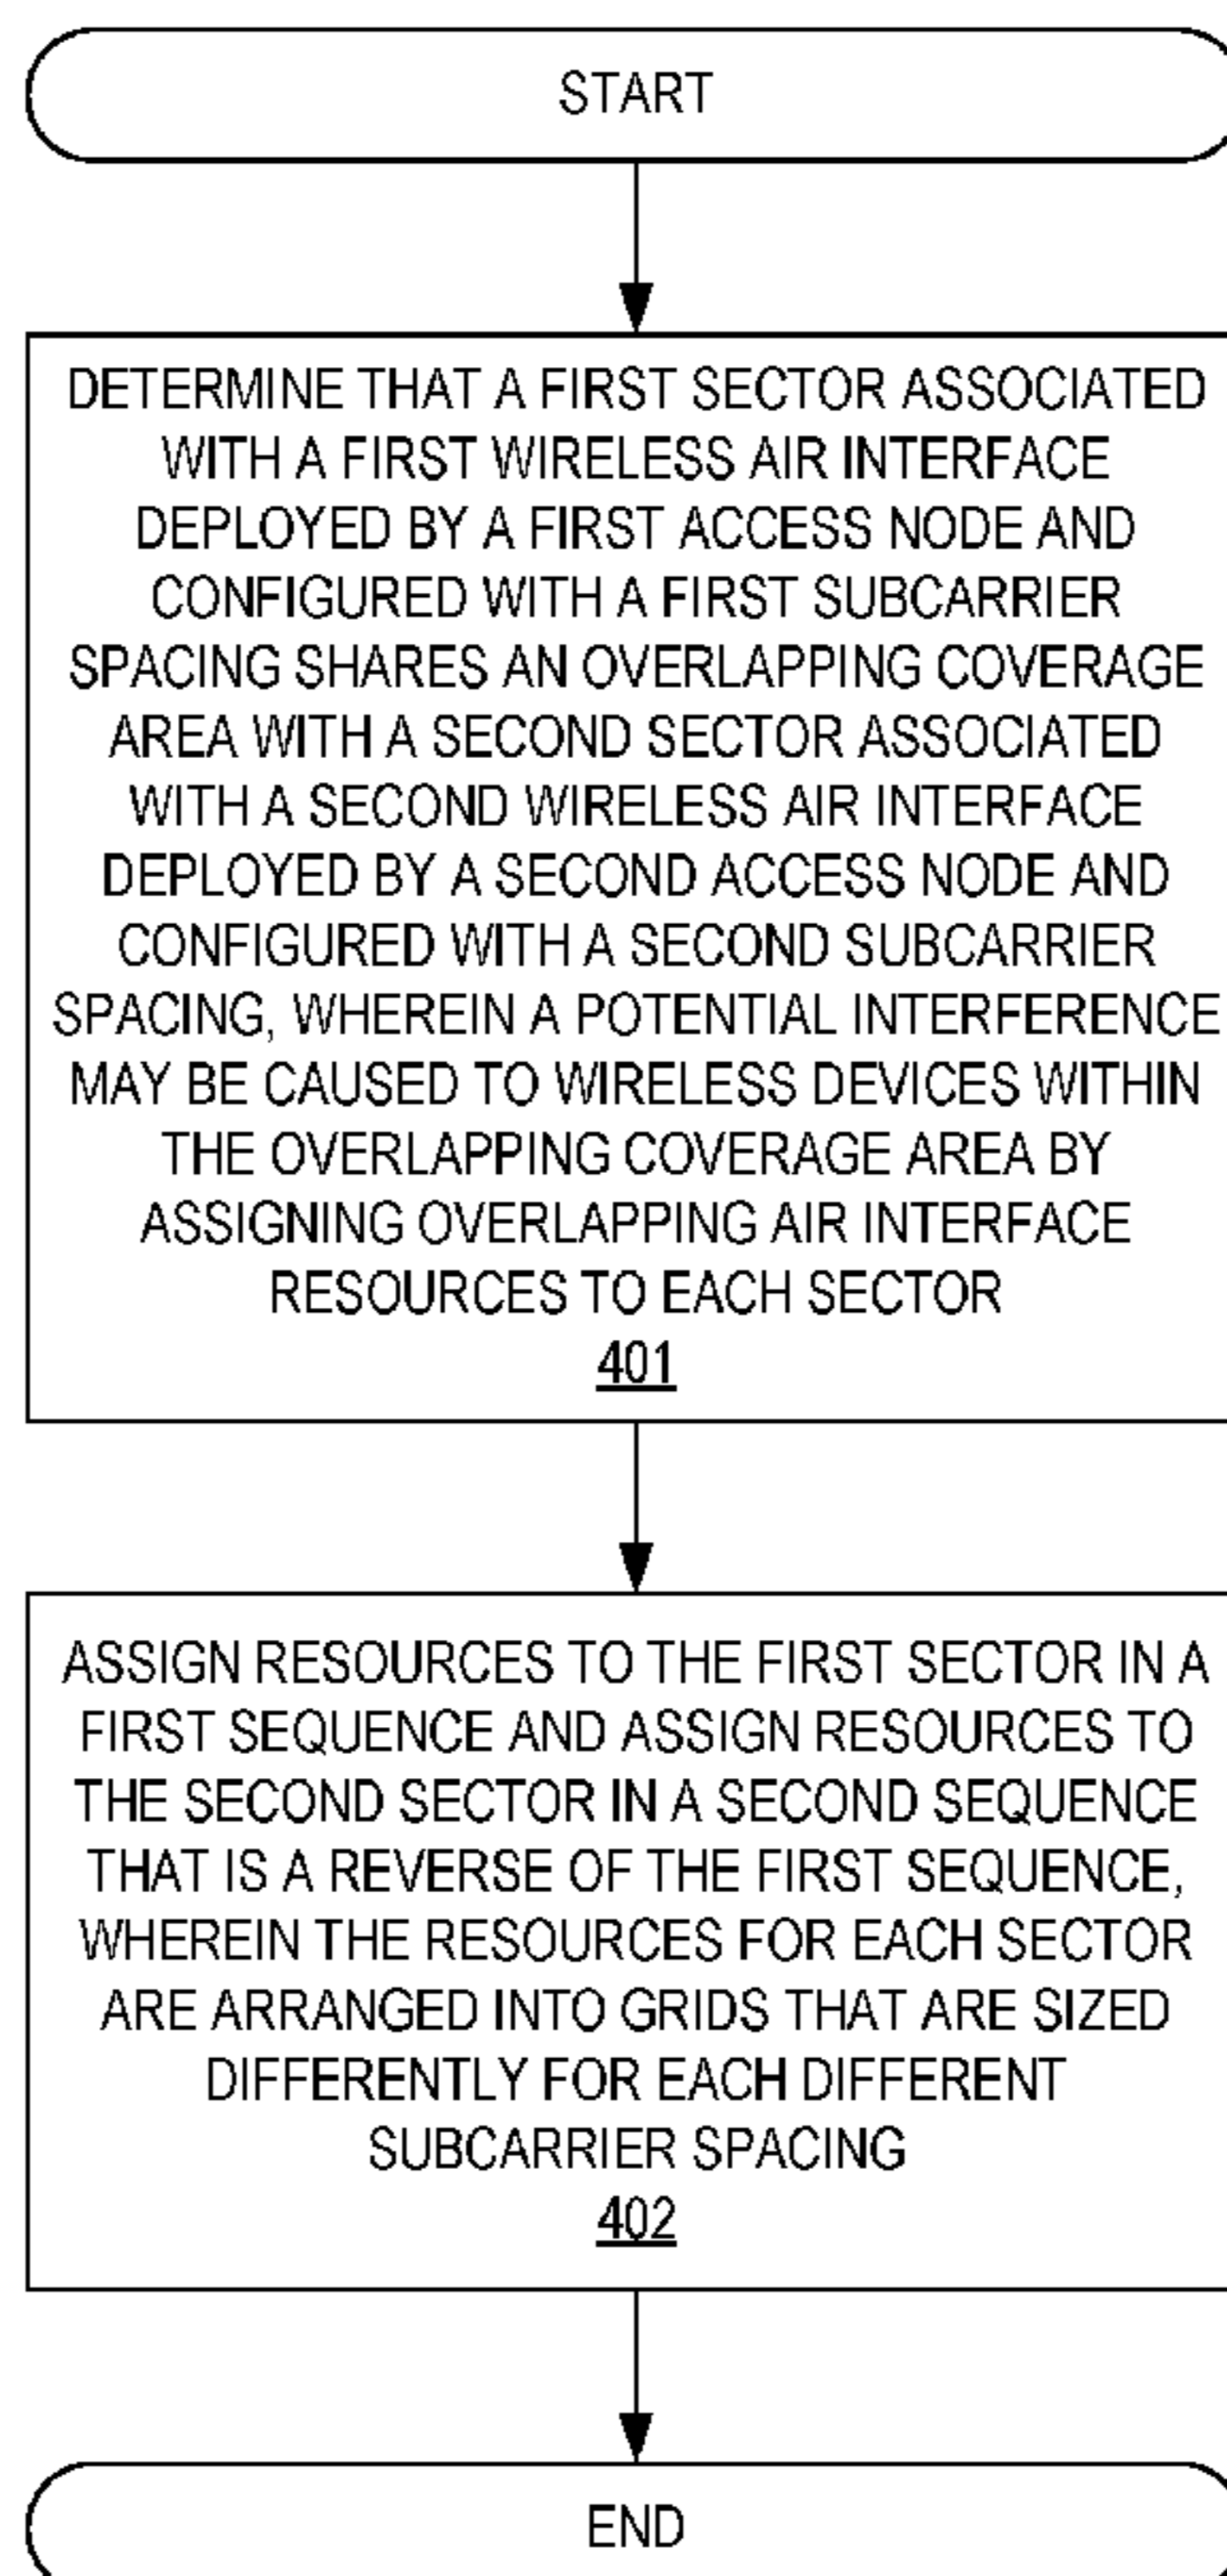 START
DETERMINE THAT A FIRST SECTOR ASSOCIATED
WITH A FIRST WIRELESS AIR INTERFACE
DEPLOYED BY A FIRST ACCESS NODE AND
CONFIGURED WITH A FIRST SUBCARRIER
SPACING SHARES AN OVERLAPPING COVERAGE
AREA WITH A SECOND SECTOR ASSOCIATED
WITH A SECOND WIRELESS AIR INTERFACE
DEPLOYED BY A SECOND ACCESS NODE AND
CONFIGURED WITH A SECOND SUBCARRIER
SPACING, WHEREIN A POTENTIAL INTERFERENCE
MAY BE CAUSED TO WIRELESS DEVICES WITHIN
THE OVERLAPPING COVERAGE AREA BY
ASSIGNING OVERLAPPING AIR INTERFACE
RESOURCES TO EACH SECTOR
401
ASSIGN RESOURCES TO THE FIRST SECTOR IN A
FIRST SEQUENCE AND ASSIGN RESOURCES TO
THE SECOND SECTOR IN A SECOND SEQUENCE
THAT IS A REVERSE OF THE FIRST SEQUENCE,
WHEREIN THE RESOURCES FOR EACH SECTOR
ARE ARRANGED INTO GRIDS THAT ARE SIZED
DIFFERENTLY FOR EACH DIFFERENT
SUBCARRIER SPACING
402
END